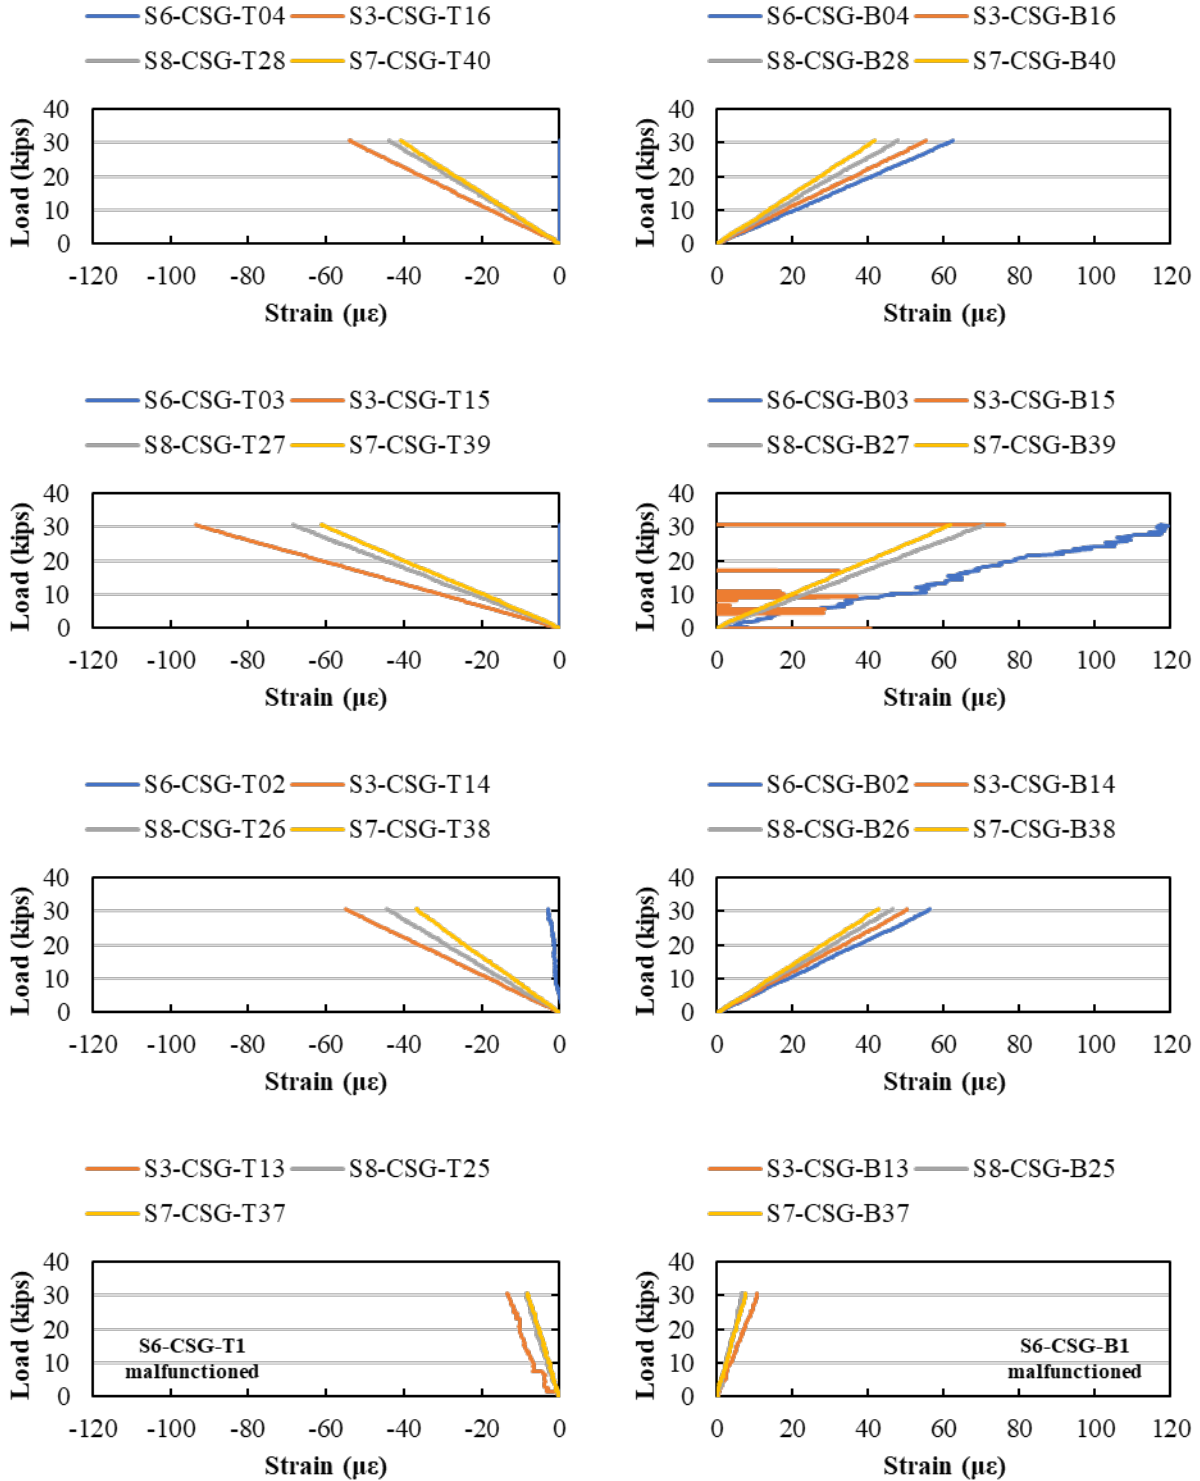 S6-CSG-T04 S3-CSG-T16
S8-CSG-T28 S7-CSG-T40
Load (kips)
40
30
20
10
0
-120 -100 -80 -60 -40 -20 0
Strain (με)
S6-CSG-B04 S3-CSG-B16
S8-CSG-B28 S7-CSG-B40
Load (kips)
40
30
20
10
0
0 20 40 60 80 100 120
Strain (με)
S6-CSG-T03 S3-CSG-T15
S8-CSG-T27 S7-CSG-T39
Load (kips)
40
30
20
10
0
-120 -100 -80 -60 -40 -20 0
Strain (με)
S6-CSG-B03 S3-CSG-B15
S8-CSG-B27 S7-CSG-B39
Load (kips)
40
30
20
10
0
0 20 40 60 80 100 120
Strain (με)
S6-CSG-T02 S3-CSG-T14
S8-CSG-T26 S7-CSG-T38
Load (kips)
40
30
20
10
0
-120 -100 -80 -60 -40 -20 0
Strain (με)
S6-CSG-B02 S3-CSG-B14
S8-CSG-B26 S7-CSG-B38
Load (kips)
40
30
20
10
0
0 20 40 60 80 100 120
Strain (με)
S3-CSG-T13 S8-CSG-T25
S7-CSG-T37
Load (kips)
40
30
20
10
0
S6-CSG-T1
malfunctioned
-120 -100 -80 -60 -40 -20 0
Strain (με)
S3-CSG-B13 S8-CSG-B25
S7-CSG-B37
Load (kips)
40
30
20
10
0
S6-CSG-B1
malfunctioned
0 20 40 60 80 100 120
Strain (με)